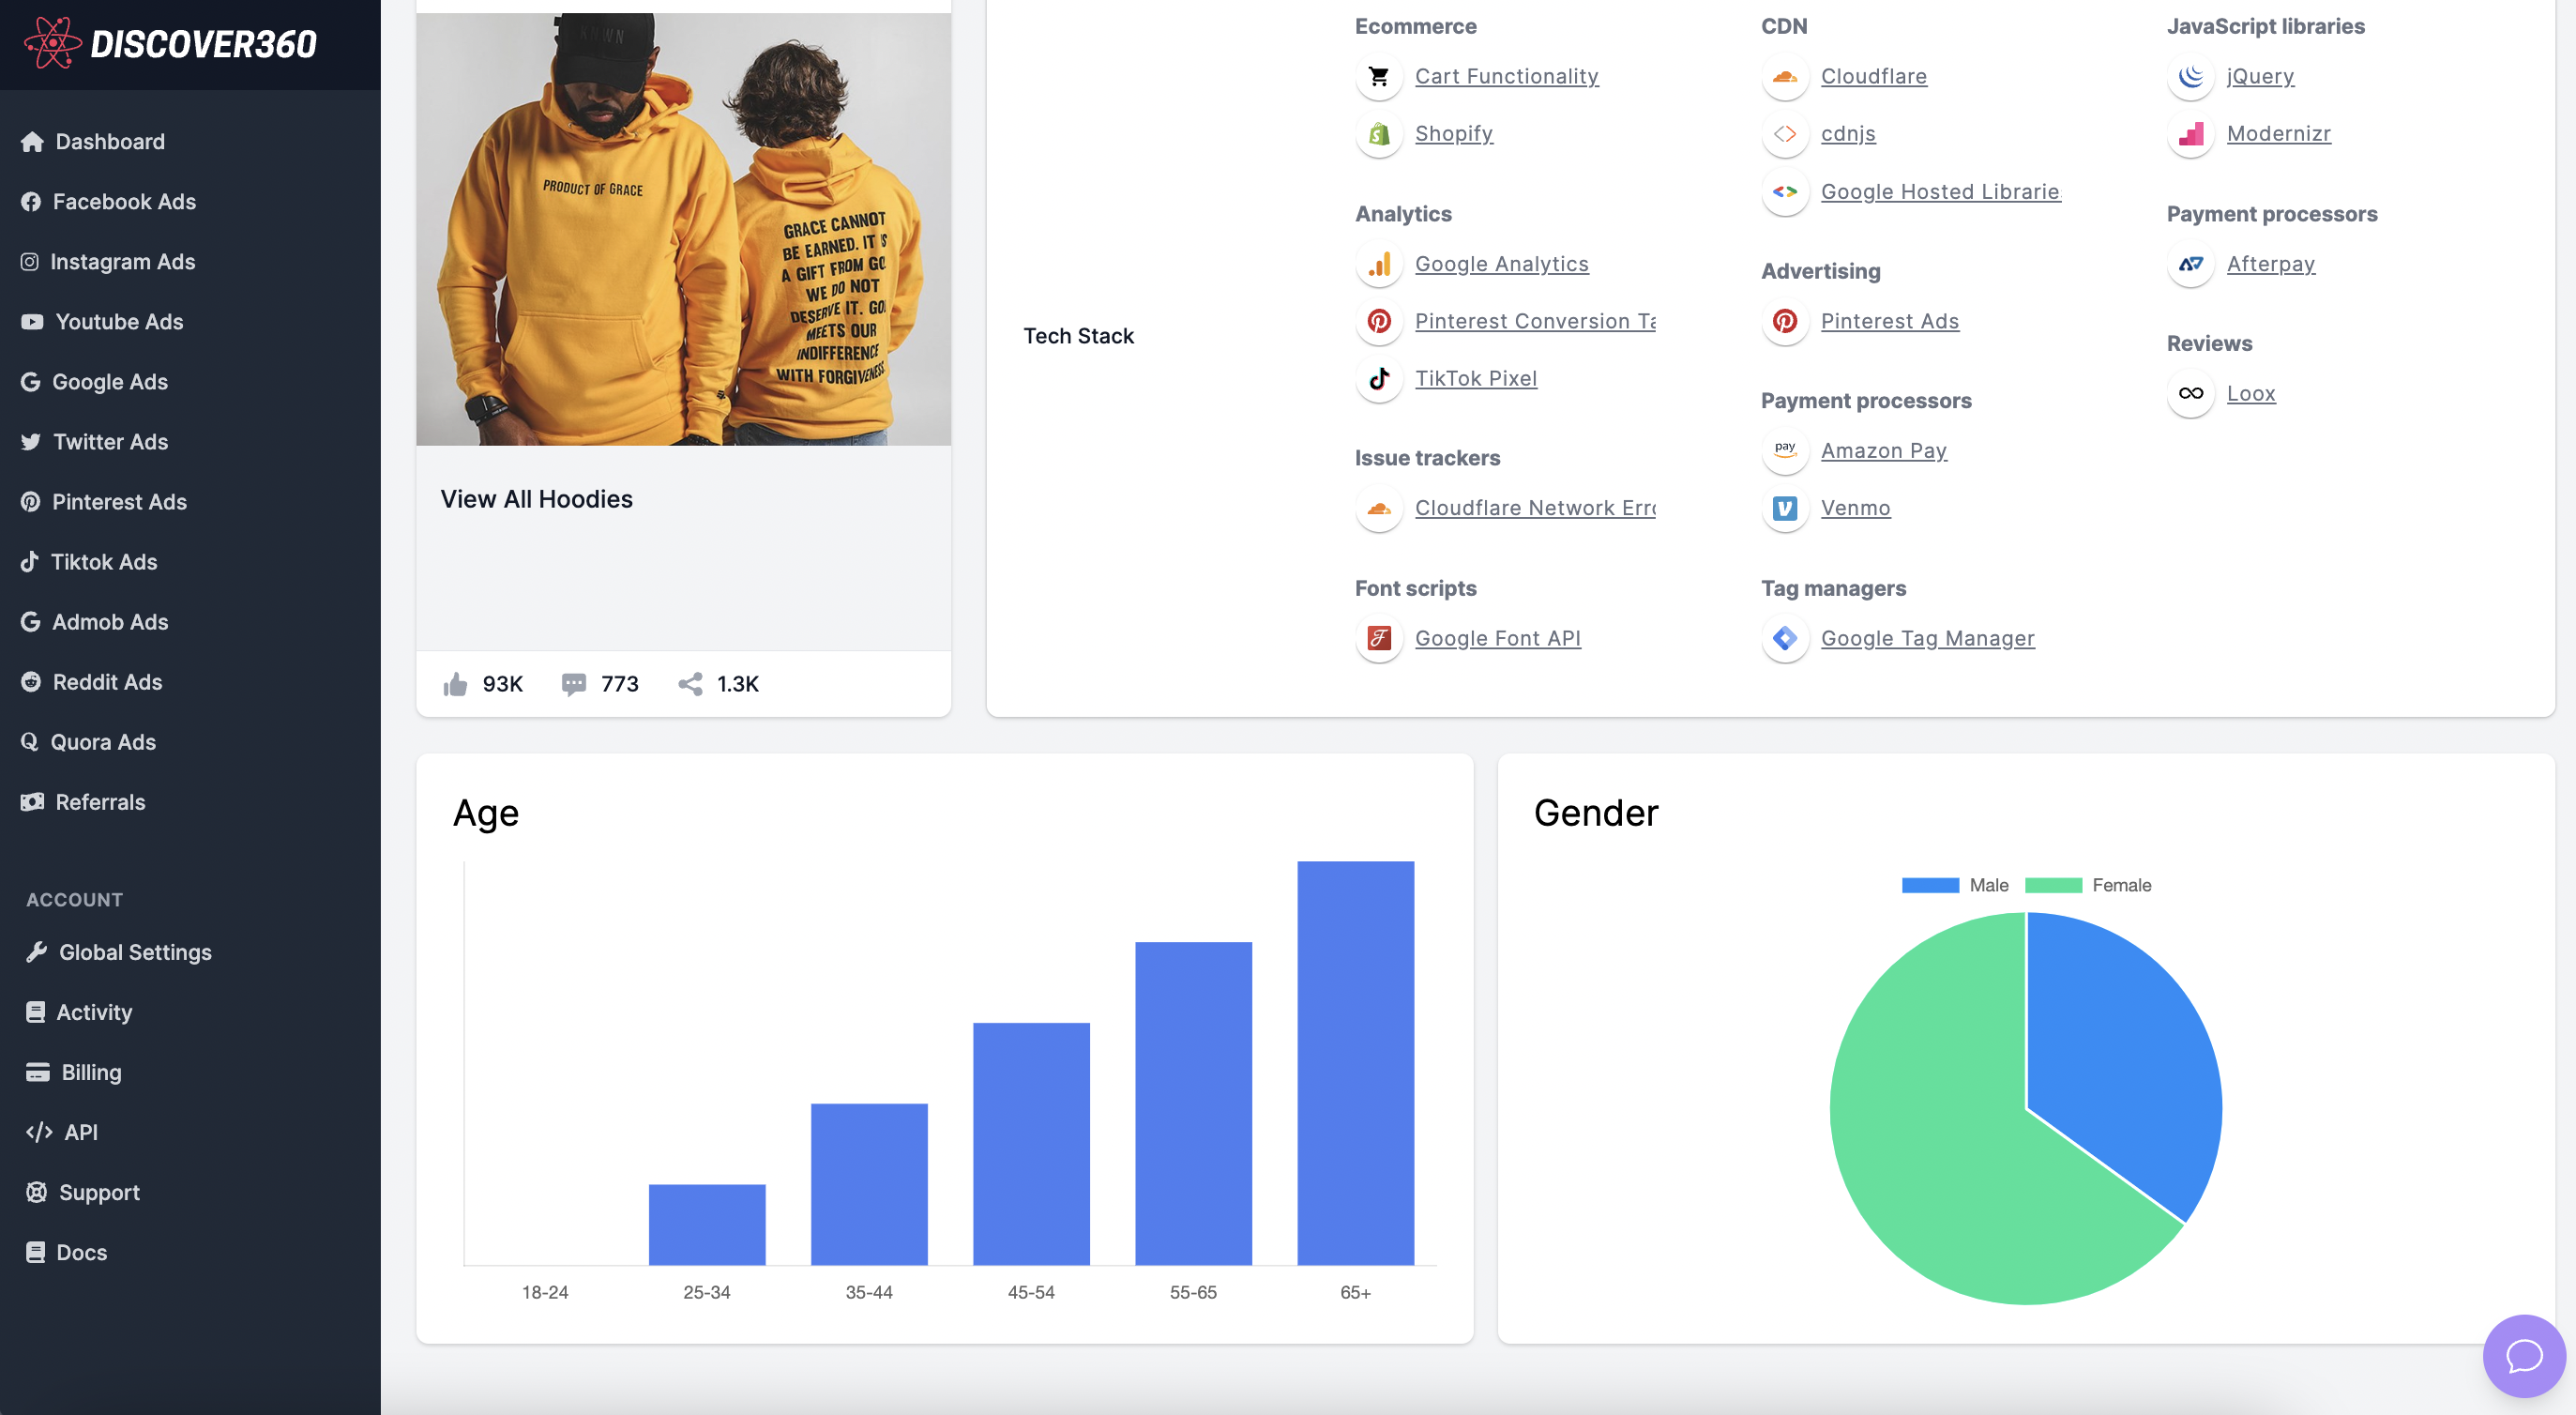 DISCOVER360
Dashboard
Facebook Ads
Instagram Ads
Youtube Ads
Google Ads
Twitter Ads
Pinterest Ads
Tiktok Ads
Admob Ads
Reddit Ads
Quora Ads
Referrals
ACCOUNT
Global Settings
Activity
Billing
API
Support
Docs
PRODUCT OF GRACE
GRACE CANNOT
BE EARNED. IT IS
A GIFT FROM GO
WE DO NOT
DESERVE IT. GO
MEETS OUR
INDIFFERENCE
WITH FORGIVENESS
View All Hoodies
93K
773
1.3K
Tech Stack
Ecommerce
Cart Functionality
Shopify
Analytics
Google Analytics
Pinterest Conversion Ta
TikTok Pixel
Issue trackers
Cloudflare Network Erro
Font scripts
Google Font API
CDN
Cloudflare
cdnjs
Google Hosted Libraries
Advertising
Pinterest Ads
Payment processors
pay
Amazon Pay
Venmo
Tag managers
Google Tag Manager
JavaScript libraries
jQuery
Modernizr
Payment processors
Afterpay
Reviews
Loox
Age
18-24
25-34
35-44
45-54
55-65
65+
Gender
Male
Female